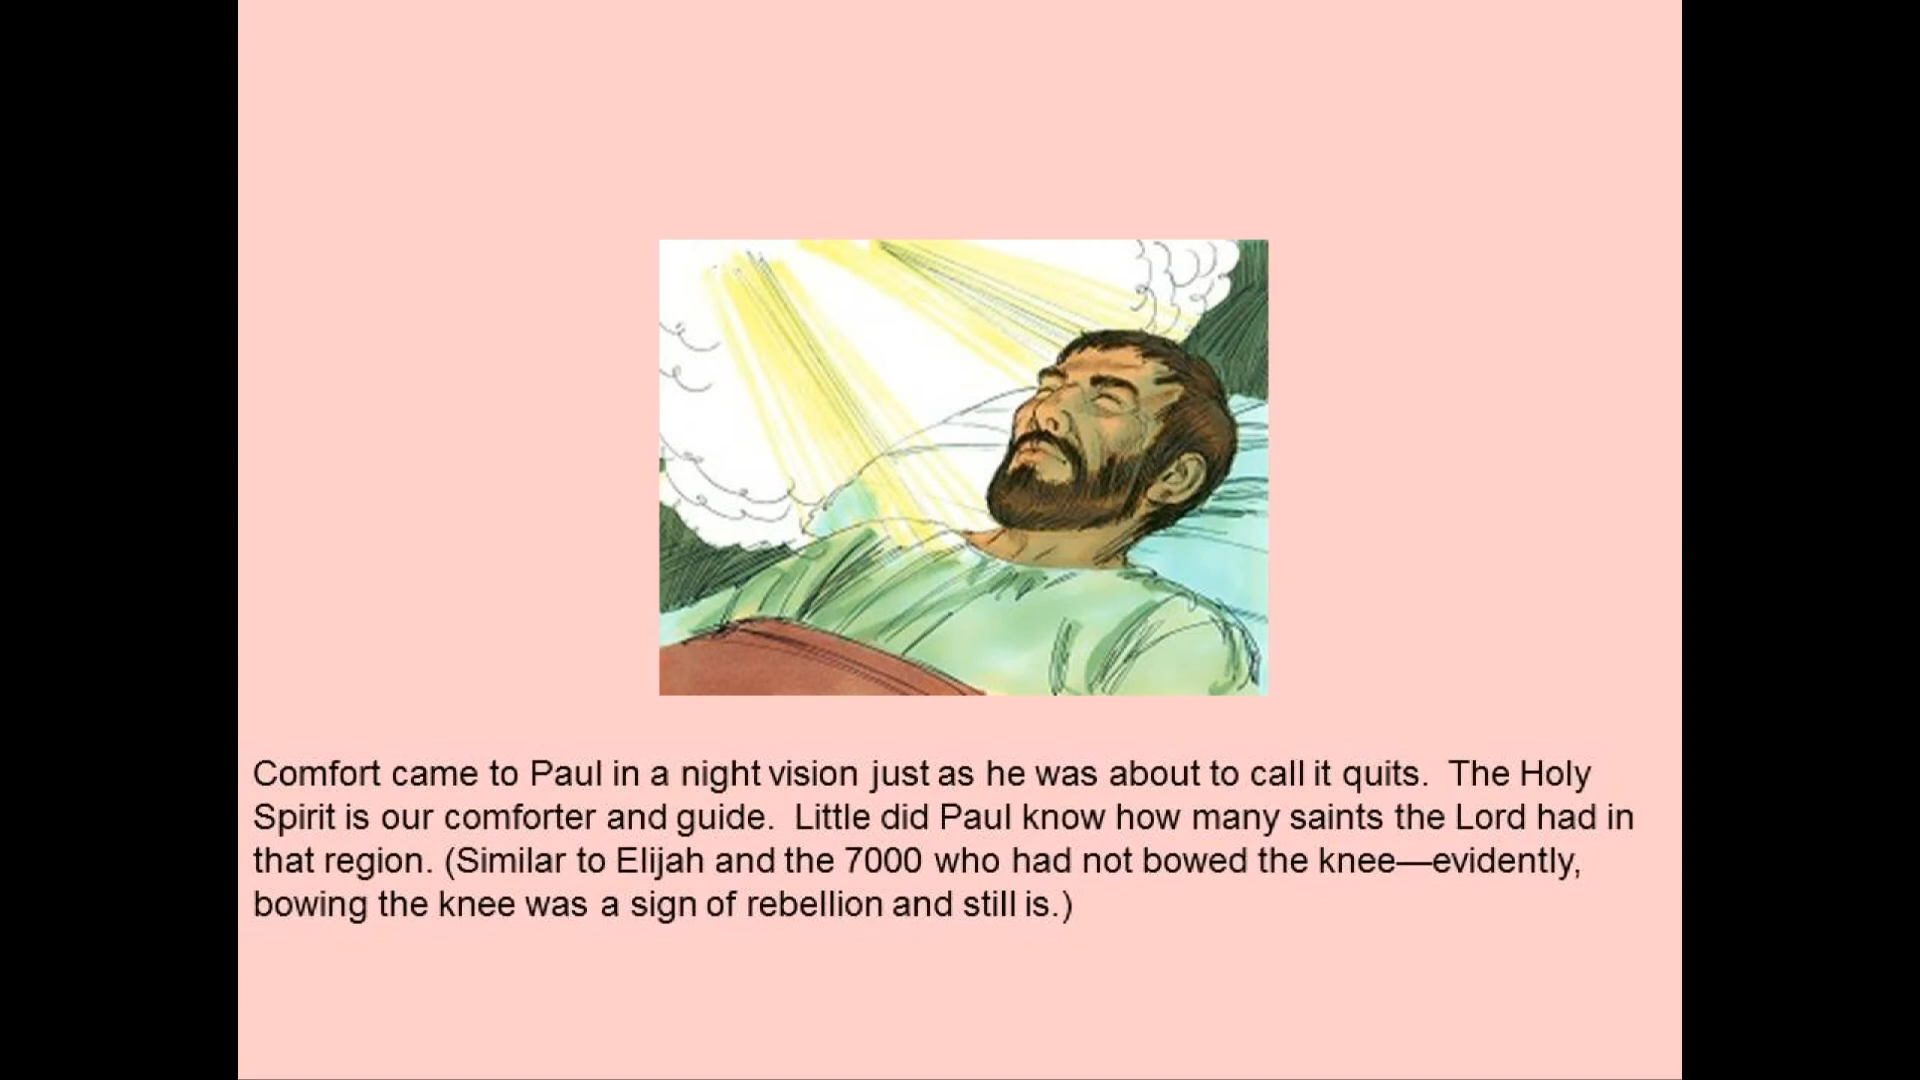 Comfort came to Paul in a night vision just as he was about to call it quits.  The Holy
Spirit is our comforter and guide.  Little did Paul know how many saints the Lord had in
that region. (Similar to Elijah and the 7000 who had not bowed the knee—evidently,
bowing the knee was a sign of rebellion and still is.)